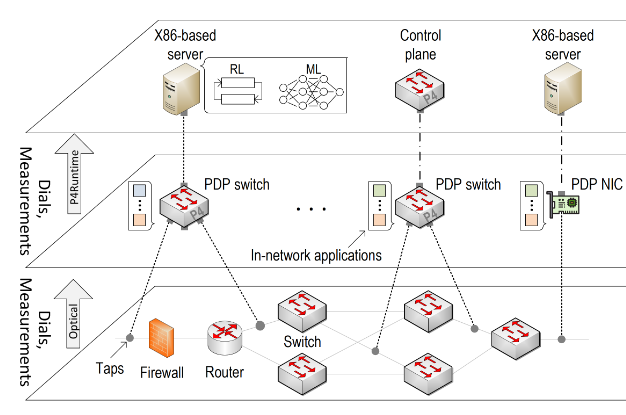 X86-based
server
Control
plane
X86-based
server
RL
ML
P4
Dials,
Measurements
P4Runtime
PDP switch
PDP switch
PDP NIC
P4
P4
. . .
In-network applications
Dials,
Measurements
Optical
Switch
Taps
Firewall
Router